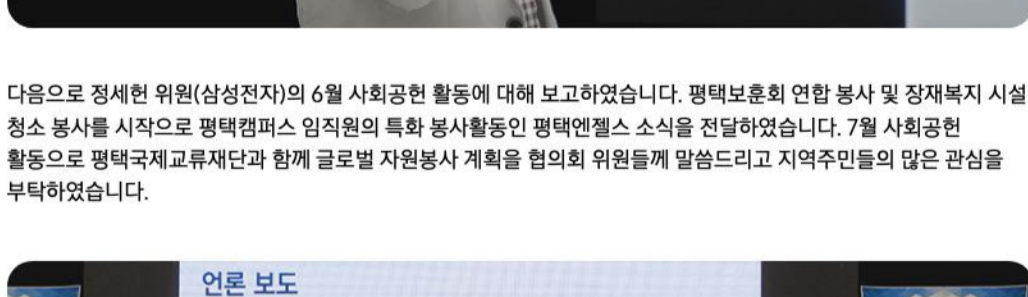 다음으로 정세헌 위원(삼성전자)의 6월 사회공헌 활동에 대해 보고하였습니다. 평택보훈회 연합 봉사 및 장재복지 시설
청소 봉사를 시작으로 평택캠퍼스 임직원의 특화 봉사활동인 평택엔젤스 소식을 전달하였습니다. 7월 사회공헌
활동으로 평택국제교류재단과 함께 글로벌 자원봉사 계획을 협의회 위원들께 말씀드리고 지역주민들의 많은 관심을
부탁하였습니다.
언론 보도